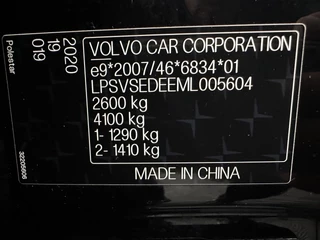 VOLVO CAR CORPORATION
e9*2007/46*6834*01
LPSVSEDEEML005604
2600 kg
4100 kg
1- 1290 kg
2- 1410 kg
MADE IN CHINA
2020
19
019
Polestar
32205606